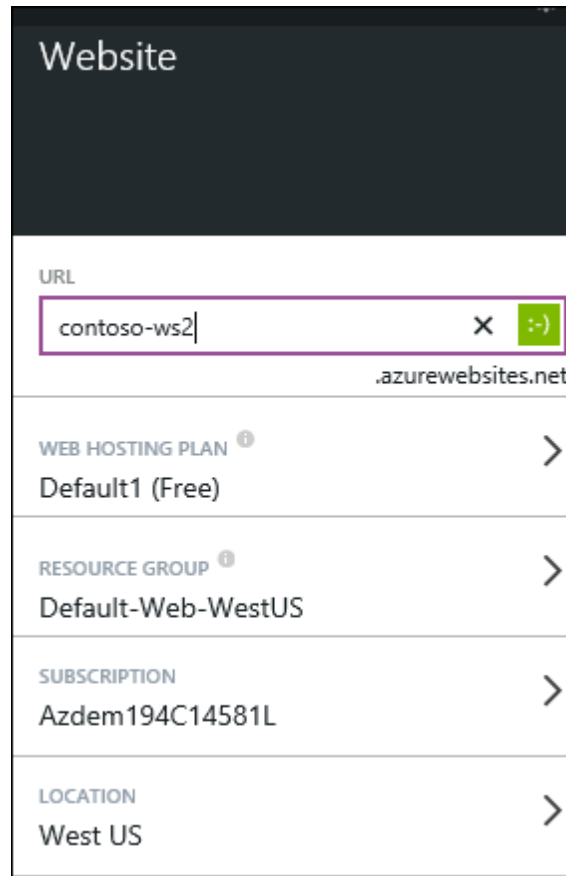 Website
URL
contoso-ws2
:-)
.azurewebsites.net
WEB HOSTING PLAN
Default1 (Free)
RESOURCE GROUP
Default-Web-WestUS
SUBSCRIPTION
Azdem194C14581L
LOCATION
West US